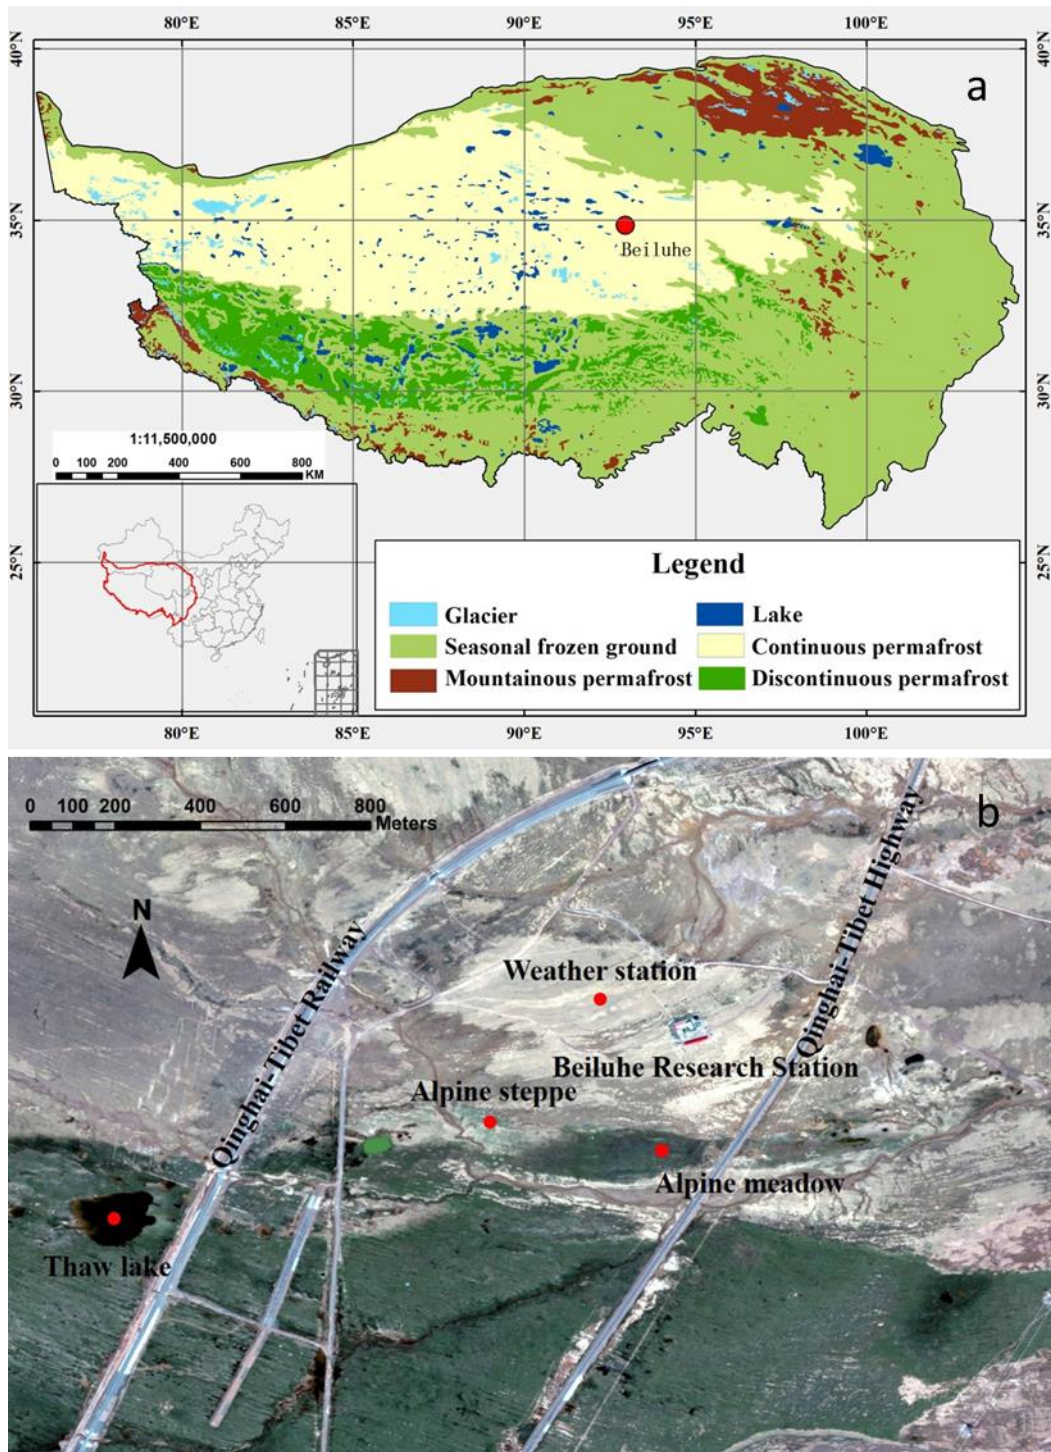 80°E 85°E 90°E 95°E 100°E
40°N 40°N
a
35°N 35°N
Beiluhe
30°N 30°N
1:11,500,000
0 100 200 400 600 800
KM
25°N 25°N
Legend
Glacier Lake
Seasonal frozen ground Continuous permafrost
Mountainous permafrost Discontinuous permafrost
80°E 85°E 90°E 95°E 100°E
0 100 200 400 600 800
Meters
b
N
Qinghai-Tibet Railway
Qinghai-Tibet Highway
Weather station
Beiluhe Research Station
Alpine steppe
Alpine meadow
Thaw lake